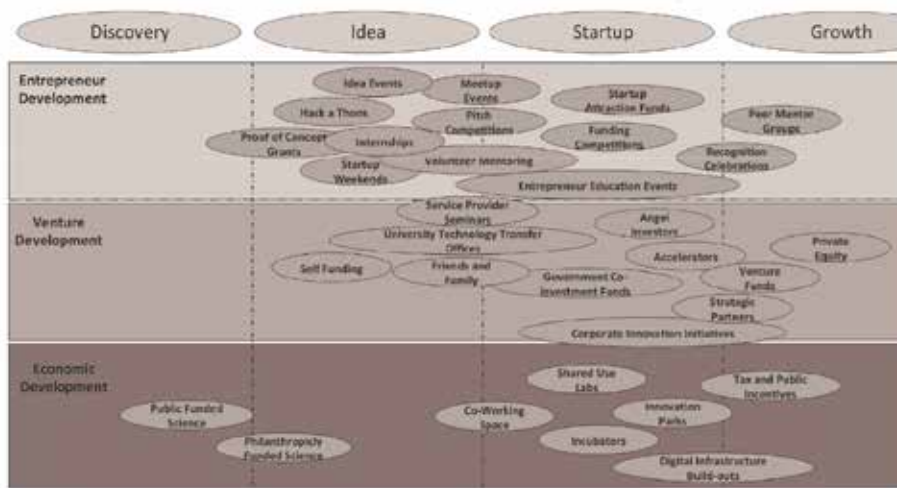 Discovery
Idea
Startup
Growth
Entrepreneur
Development
Idea Events
Meetup
Events
Startup
Attraction Funds
Hack a Thons
Pitch
Competitions
Peer Mentor
Groups
Proof of Concept
Grants
Internships
Funding
Competitions
Startup
Weekends
Volunteer Mentoring
Recognition
Celebrations
Entrepreneur Education Events
Venture
Development
Service Provider
Seminars
Angel
Investors
University Technology Transfer
Offices
Private
Equity
Accelerators
Self Funding
Friends and
Family
Government Co-
investment Funds
Venture
Funds
Strategic
Partners
Corporate Innovation Initiatives
Economic
Development
Shared Use
Labs
Tax and Public
Incentives
Public Funded
Science
Co-Working
Space
Innovation
Parks
Philanthropicly
Funded Science
Incubators
Digital Infrastructure
Build-outs